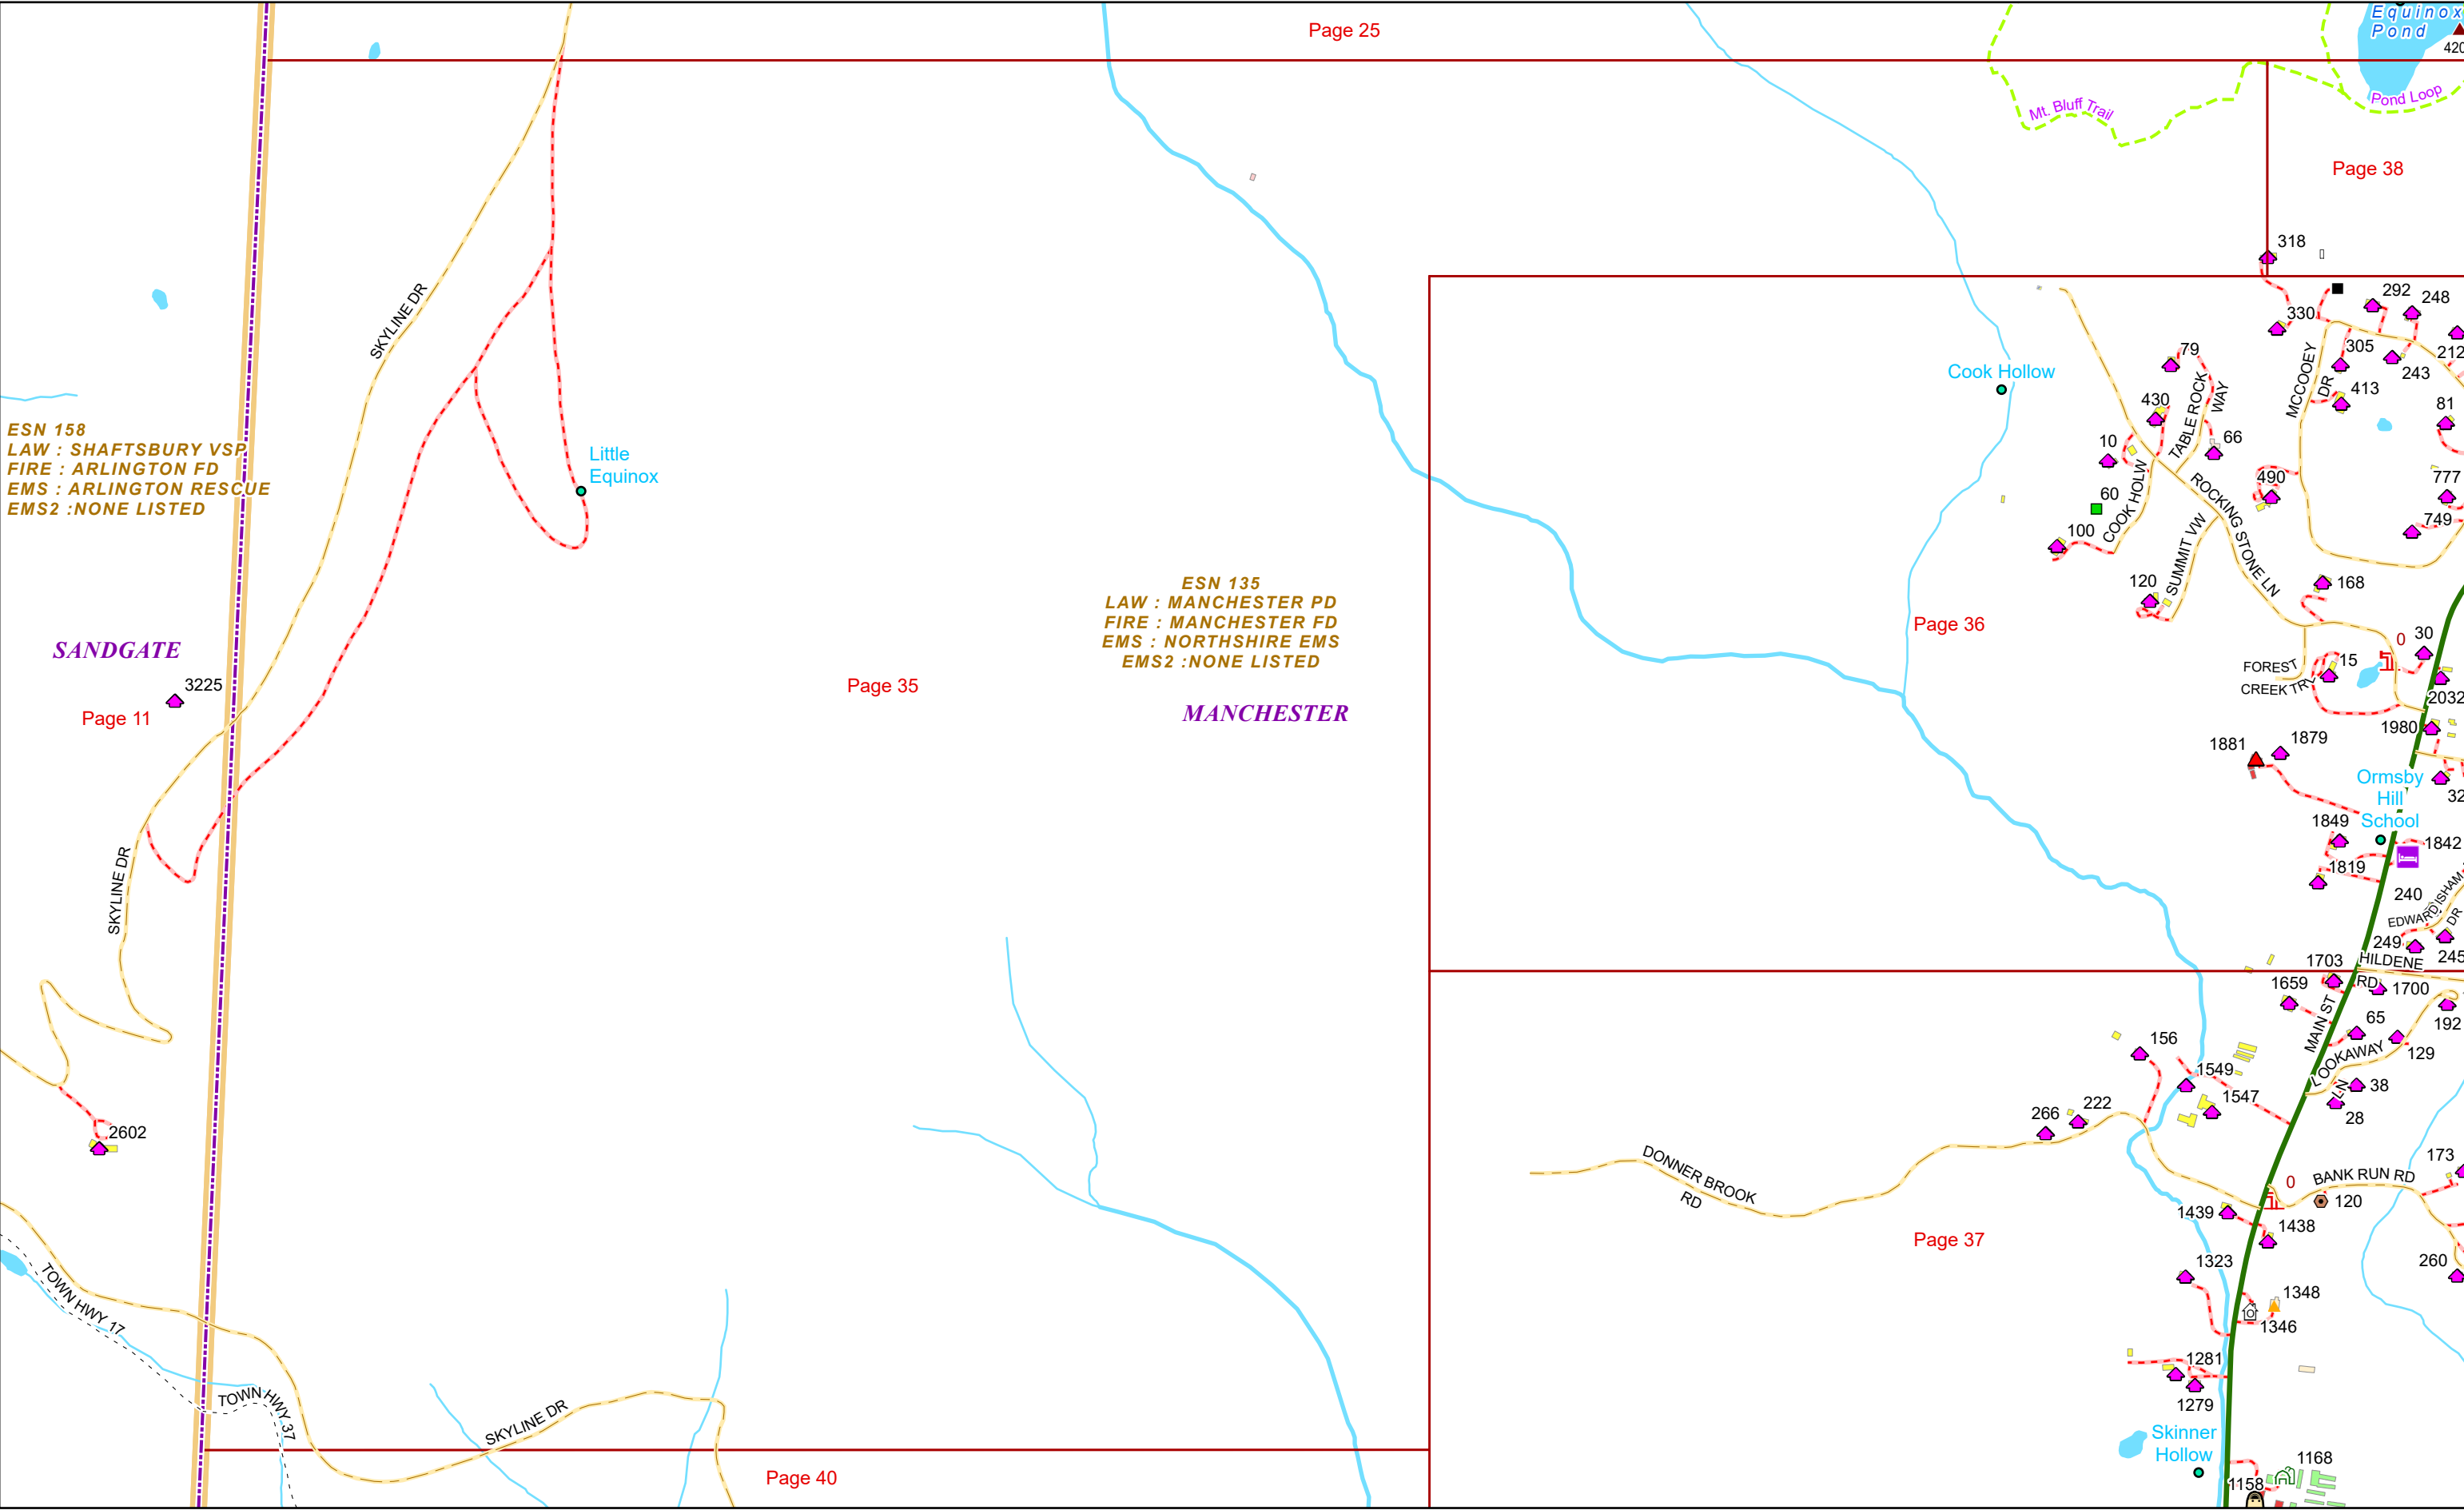 Page 25
Equinox
Pond
420
Mt. Bluff Trail
Pond Loop
Page 38
318
292
248
330
SKYLINE DR
305
212
79
243
MCCOOEY
DR
Cook Hollow
413
TABLE ROCK
WAY
430
81
ESN 158
LAW : SHAFTSBURY VSP
FIRE : ARLINGTON FD
EMS : ARLINGTON RESCUE
EMS2 :NONE LISTED
Little
Equinox
10
66
490
777
60
COOK HOLW
ROCKING STONE LN
749
100
SUMMIT VW
ESN 135
LAW : MANCHESTER PD
FIRE : MANCHESTER FD
EMS : NORTHSHIRE EMS
EMS2 :NONE LISTED
120
168
Page 36
0
30
SANDGATE
FOREST
CREEK TRL
15
3225
Page 11
Page 35
MANCHESTER
2032
1980
1881
1879
Ormsby
Hill
School
32
1849
1842
1819
SKYLINE DR
240
EDWARD ISHAM
DR
249
245
HILDENE
RD
1703
1659
1700
MAIN ST
65
192
156
129
LOOKAWAY
LN
1549
38
1547
28
266
222
2602
DONNER BROOK
RD
173
0
BANK RUN RD
120
1439
1438
Page 37
1323
260
TOWN HWY 17
1348
1346
1281
TOWN HWY 37
1279
SKYLINE DR
Skinner
Hollow
Page 40
1168
1158